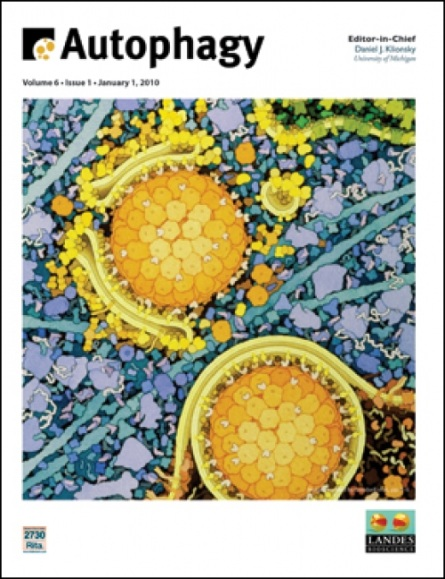 Autophagy
Editor-in-Chief
Daniel J. Klionsky
University of Michigan
Volume 6 • Issue 1 • January 1, 2010
2730
Rita.
LANDES
BIOSCIENCE